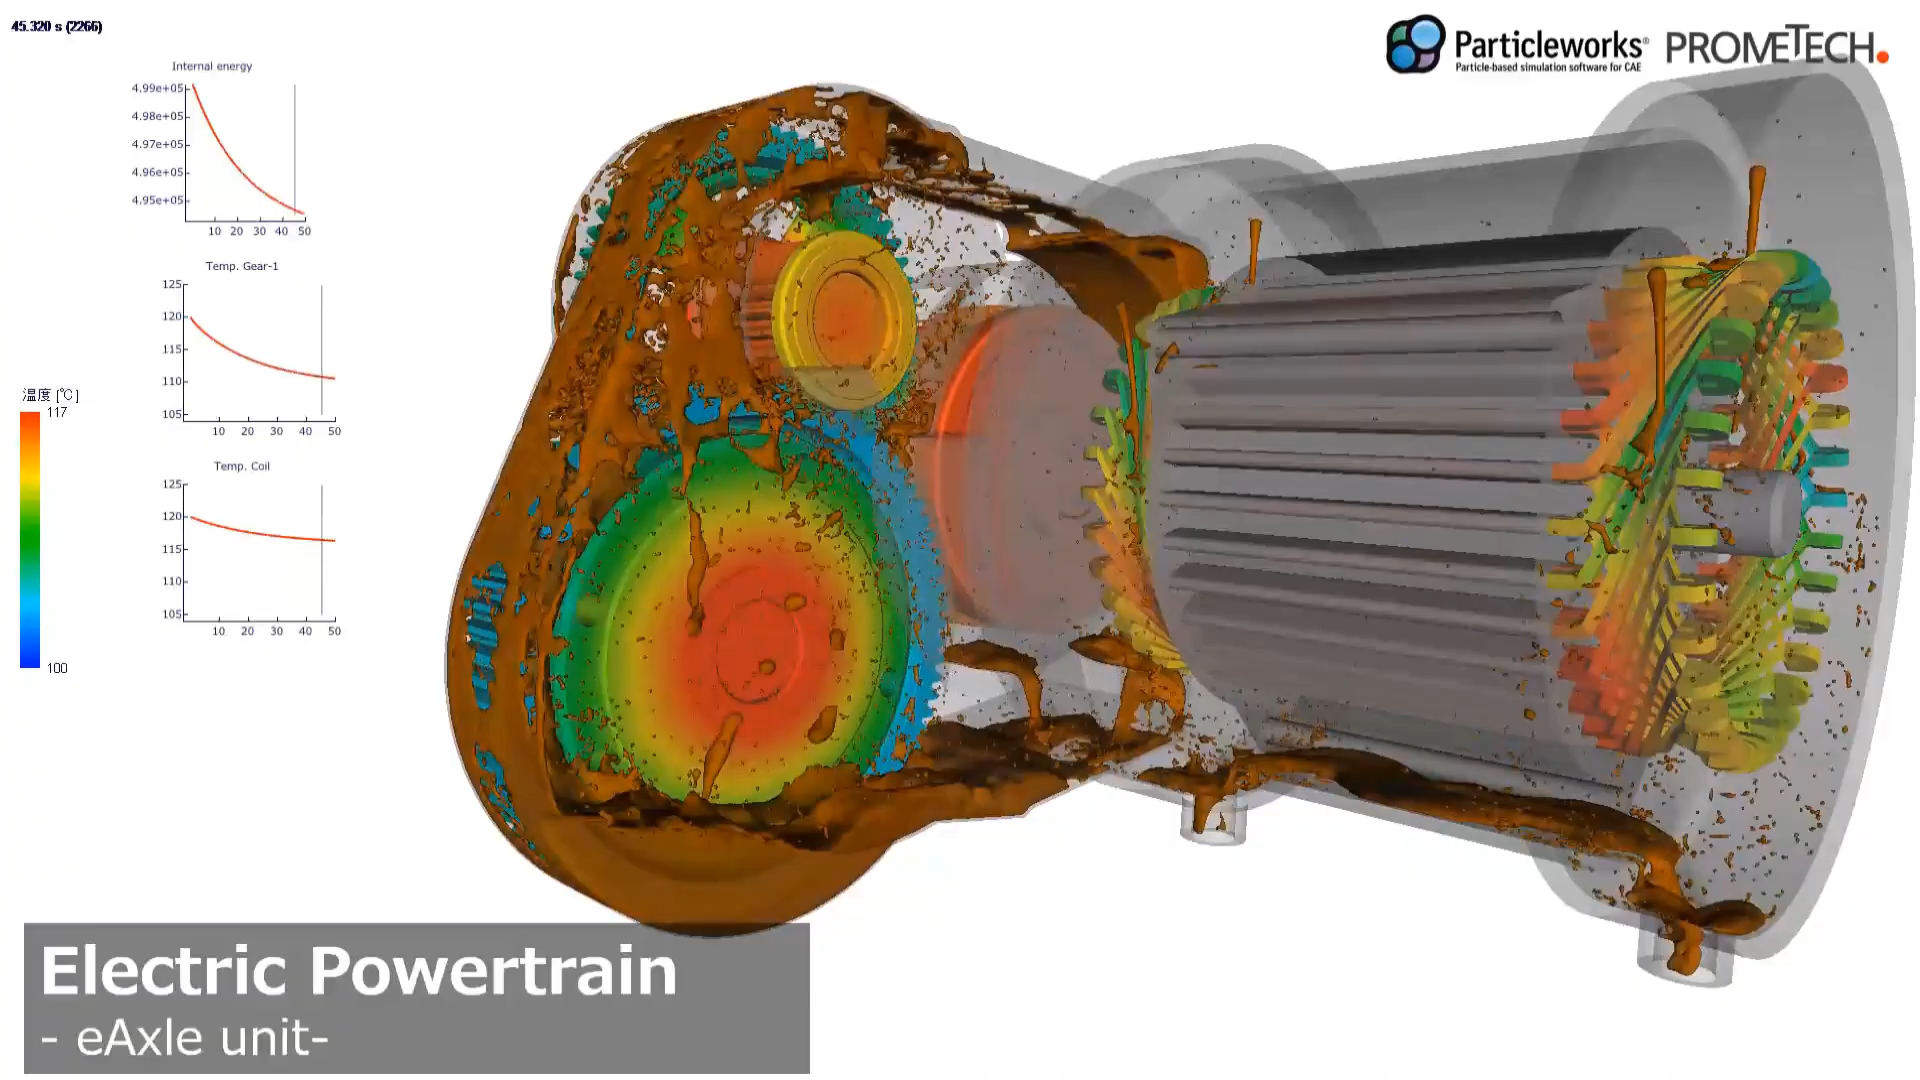 45.320 s (2266)
Particleworks®
Particle-based simulation software for CAE
PROMETECH.
Internal energy
4.99e+05
4.98e+05
4.97e+05
4.96e+05
4.95e+05
10 20 30 40 50
Temp. Gear-1
125
120
115
110
105
10 20 30 40 50
温度 [℃]
117
100
Temp. Coil
125
120
115
110
105
10 20 30 40 50
Electric Powertrain
- eAxle unit-